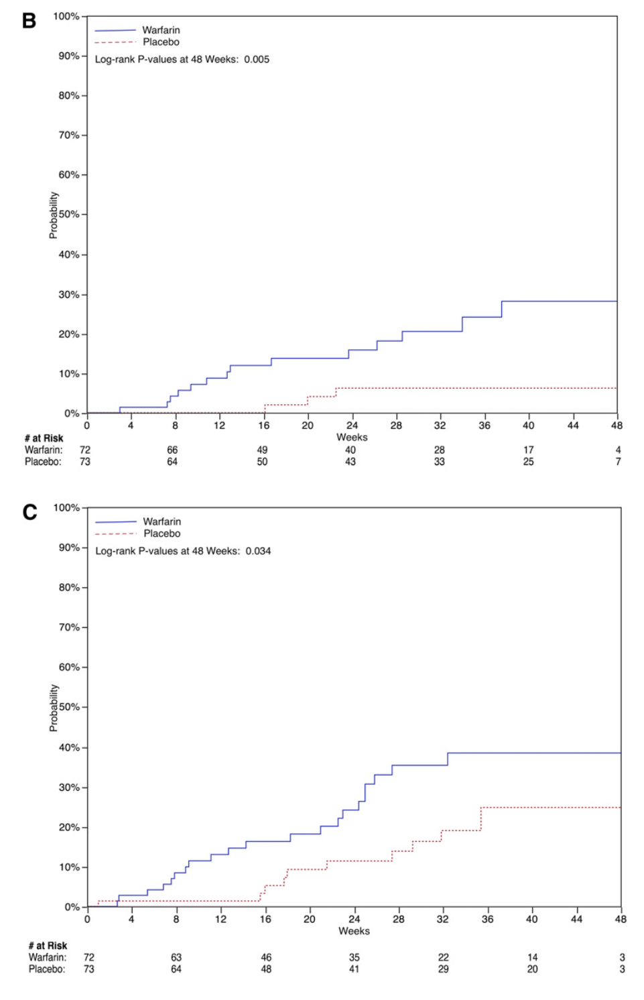 B
100%
Warfarin
Placebo
90%
Log-rank P-values at 48 Weeks: 0.005
80%
70%
60%
Probability
50%
40%
30%
20%
10%
0%
0 4 8 12 16 20 24 28 32 36 40 44 48
Weeks
# at Risk
Warfarin: 72 66 49 40 28 17 4
Placebo: 73 64 50 43 33 25 7
C
100%
Warfarin
Placebo
90%
Log-rank P-values at 48 Weeks: 0.034
80%
70%
60%
Probability
50%
40%
30%
20%
10%
0%
0 4 8 12 16 20 24 28 32 36 40 44 48
Weeks
# at Risk
Warfarin: 72 63 46 35 22 14 3
Placebo: 73 64 48 41 29 20 3